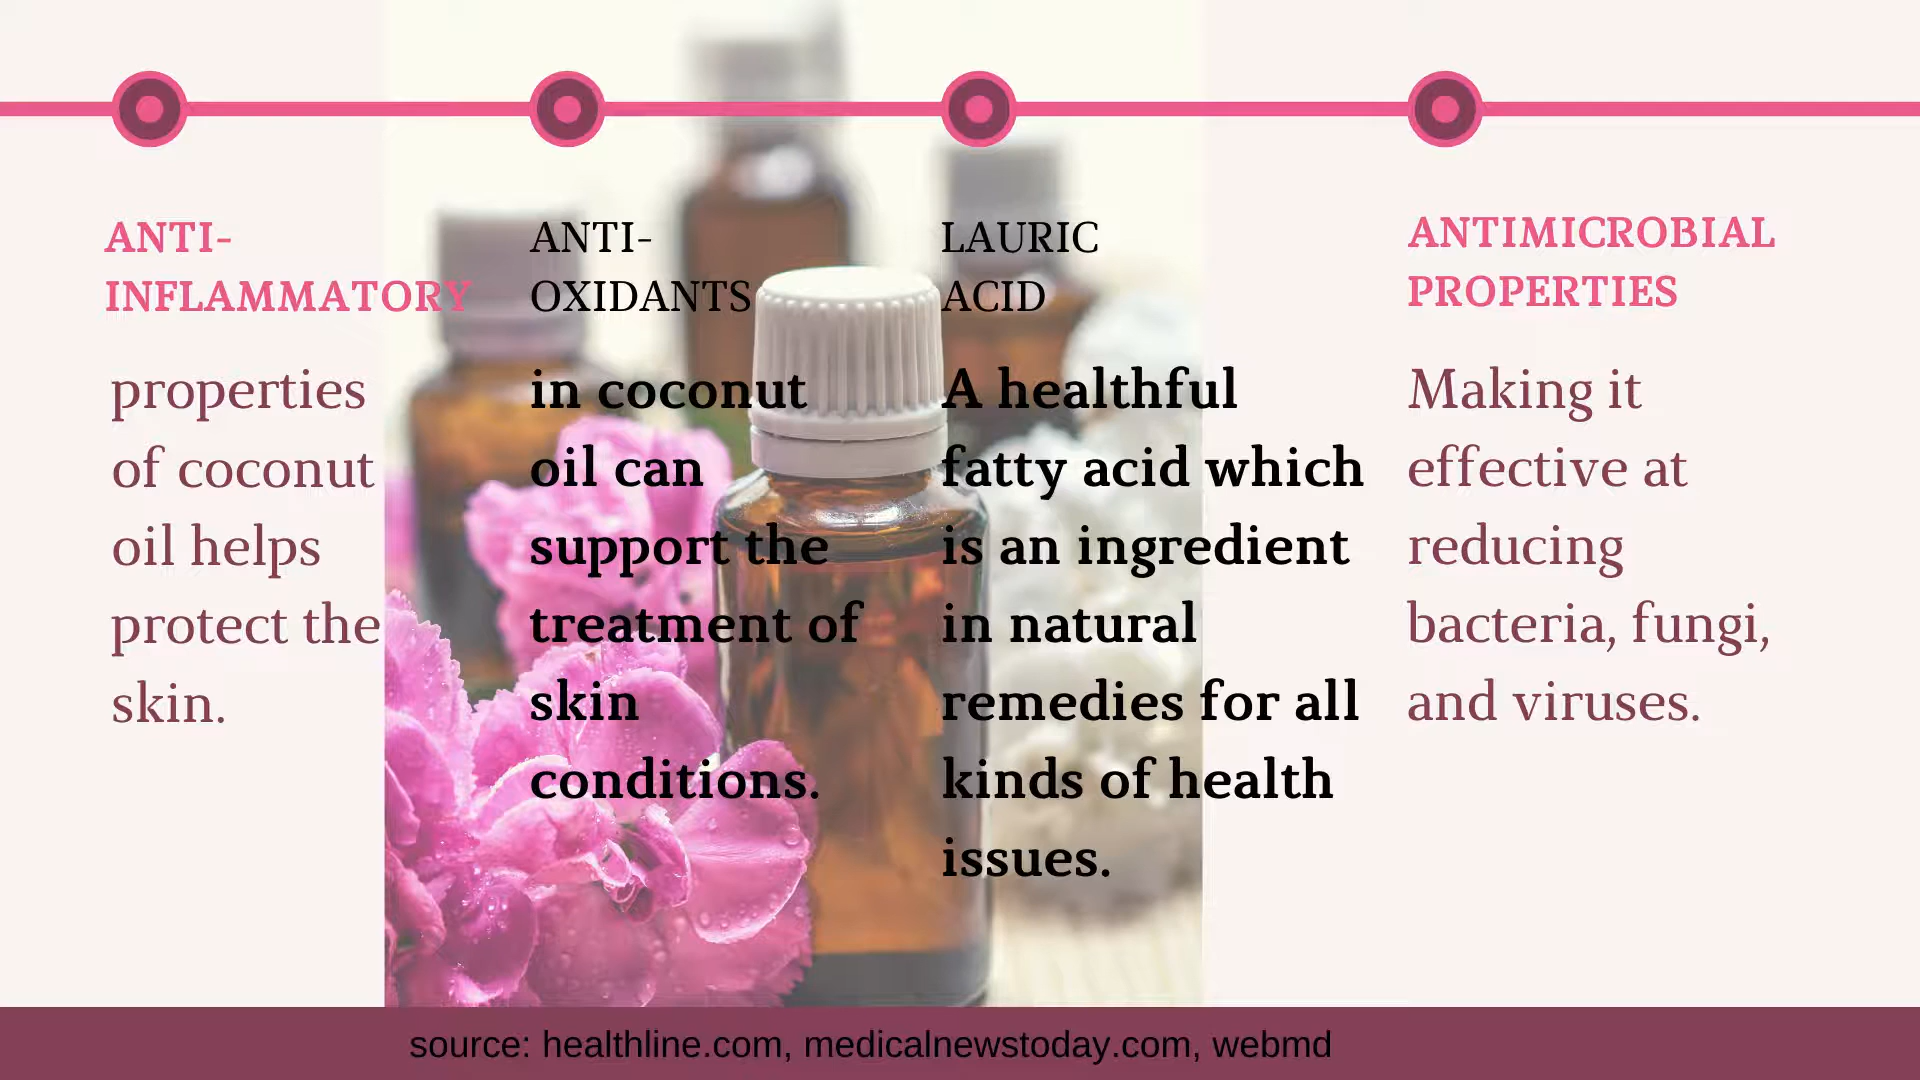 ANTI-
INFLAMMATORY
properties
of coconut
oil helps
protect the
skin.
ANTI-
OXIDANTS
in coconut
oil can
support the
treatment of
skin
conditions.
LAURIC
ACID
A healthful
fatty acid which
is an ingredient
in natural
remedies for all
kinds of health
issues.
ANTIMICROBIAL
PROPERTIES
Making it
effective at
reducing
bacteria, fungi,
and viruses.
source: healthline.com, medicalnewstoday.com, webmd